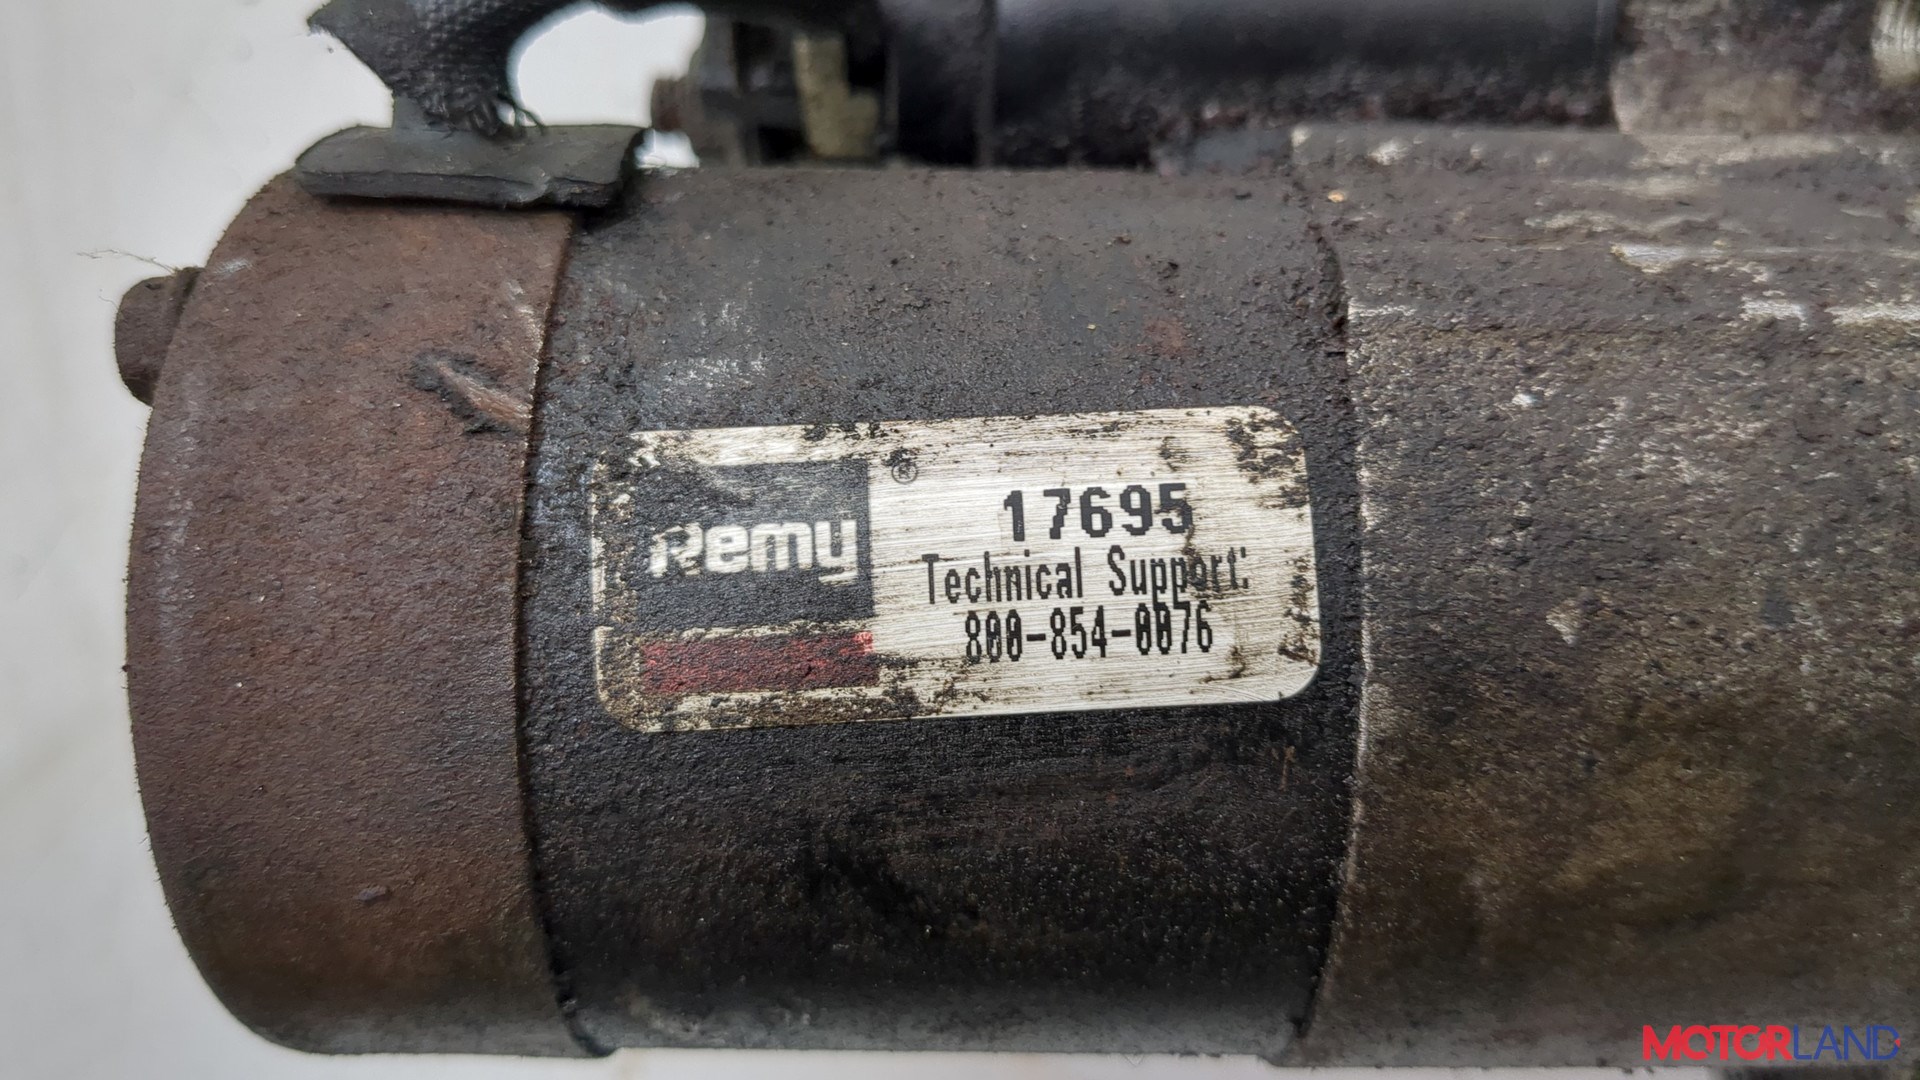 Remy®
17695
Technical Support:
800-854-0076
MOTORLAND